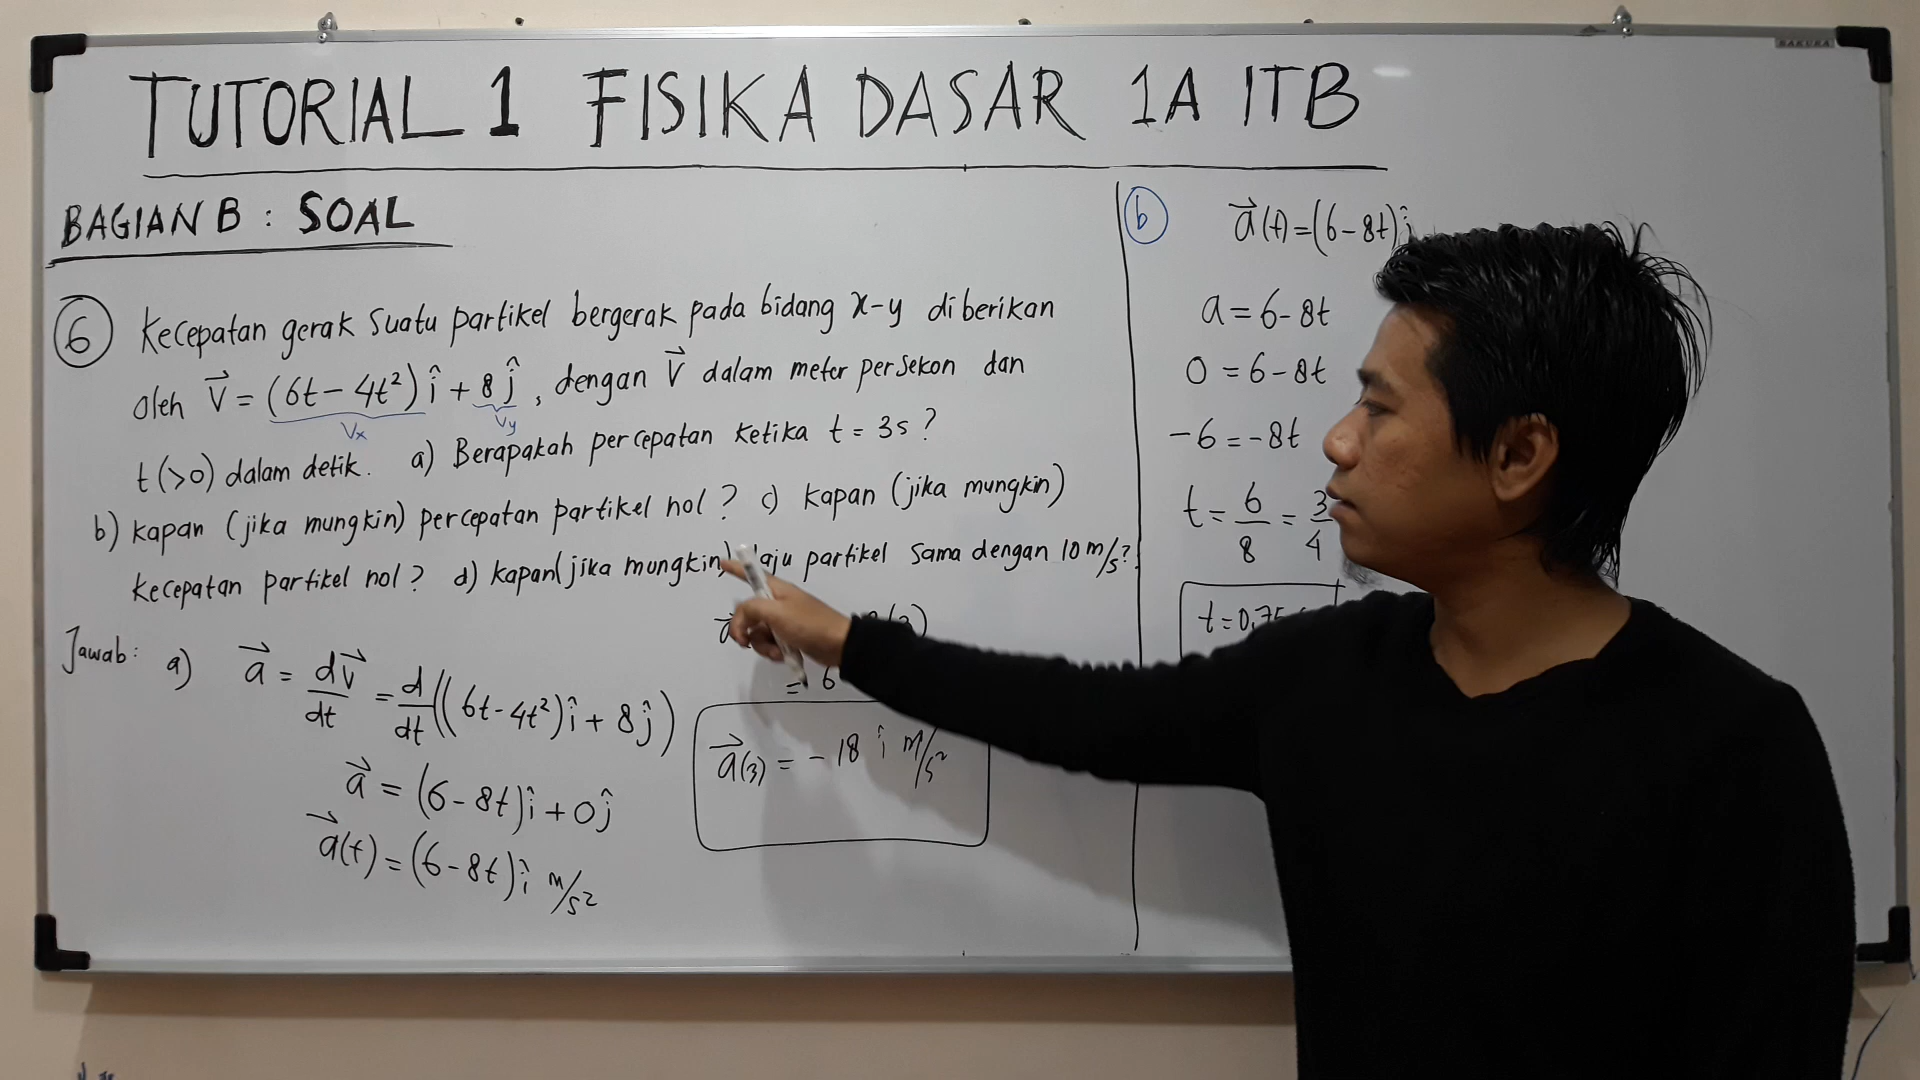 SAKURA
TUTORIAL 1 FISIKA DASAR 1A ITB
BAGIAN B : SOAL
6 Kecepatan gerak suatu partikel bergerak pada bidang x-y diberikan
oleh v⃗ = (6t - 4t²) î + 8 ĵ , dengan v⃗ dalam meter persekon dan
Vx Vy
t (>0) dalam detik. a) Berapakah percepatan ketika t = 3s ?
b) kapan (jika mungkin) percepatan partikel nol ? c) kapan (jika mungkin)
kecepatan partikel nol ? d) kapan (jika mungkin) laju partikel sama dengan 10 m/s ?
Jawab : a) a⃗ = dv⃗/dt = d/dt ((6t - 4t²) î + 8 ĵ)
a⃗ = (6 - 8t) î + 0 ĵ
a⃗(t) = (6 - 8t) î m/s²
= 6
a⃗(3) = - 18 î m/s²
b a⃗(t) = (6 - 8t) î
a = 6 - 8t
0 = 6 - 8t
-6 = -8t
t = 6/8 = 3/4
t = 0,75